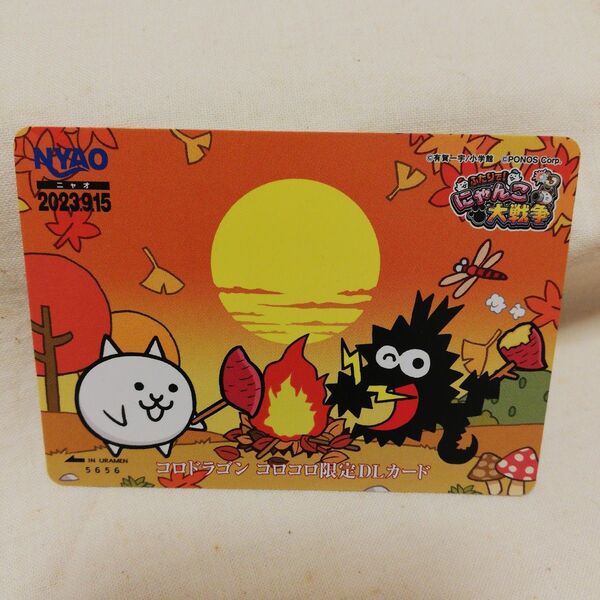 NYAO
ニャオ
2023.9.15
©有賀一宇/小学館 ©PONOS Corp.
ふたりで!
にゃんこ
大戦争
IN URAMEN
5656
コロドラゴン コロコロ限定DLカード